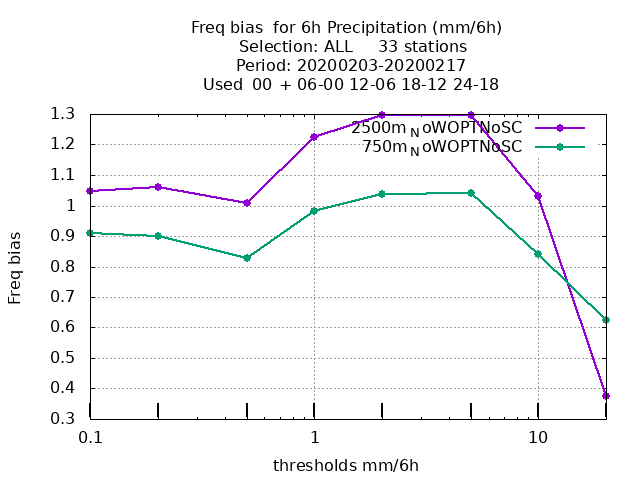 Freq bias  for 6h Precipitation (mm/6h)
Selection: ALL     33 stations
Period: 20200203-20200217
Used  00  + 06-00 12-06 18-12 24-18
2500m_NoWOPTNoSC
750m_NoWOPTNoSC
1.3
1.2
1.1
1
0.9
0.8
0.7
0.6
0.5
0.4
0.3
Freq bias
0.1
1
10
thresholds mm/6h